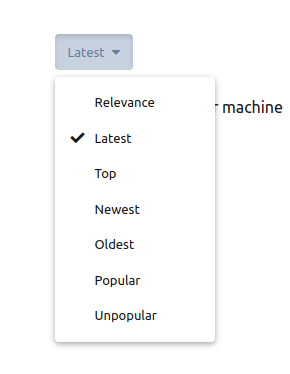 Latest
Relevance
machine
Latest
Top
Newest
Oldest
Popular
Unpopular